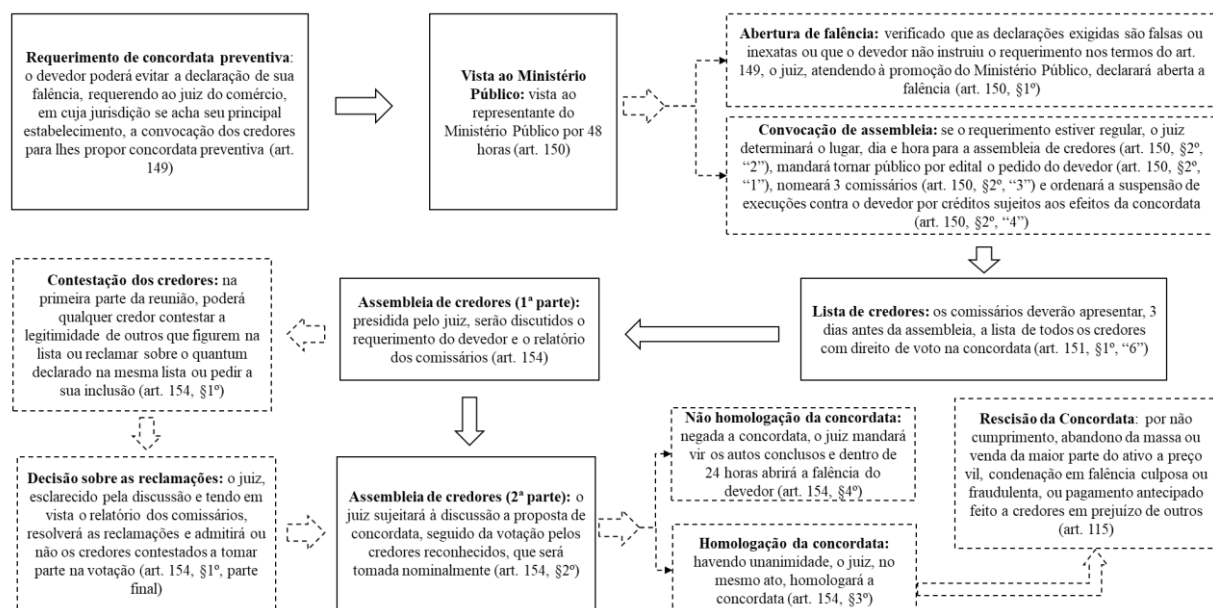 Requerimento de concordata preventiva:
o devedor poderá evitar a declaração de sua
falência, requerendo ao juiz do comércio,
em cuja jurisdição se acha seu principal
estabelecimento, a convocação dos credores
para lhes propor concordata preventiva (art.
149)
Vista ao Ministério
Público: vista ao
representante do
Ministério Público por 48
horas (art. 150)
Abertura de falência: verificado que as declarações exigidas são falsas ou
inexatas ou que o devedor não instruiu o requerimento nos termos do art.
149, o juiz, atendendo à promoção do Ministério Público, declarará aberta a
falência (art. 150, §1º)
Convocação de assembleia: se o requerimento estiver regular, o juiz
determinará o lugar, dia e hora para a assembleia de credores (art. 150, §2º,
“2”), mandará tornar público por edital o pedido do devedor (art. 150, §2º,
“1”), nomeará 3 comissários (art. 150, §2º, “3”) e ordenará a suspensão de
execuções contra o devedor por créditos sujeitos aos efeitos da concordata
(art. 150, §2º, “4”)
Lista de credores: os comissários deverão apresentar, 3
dias antes da assembleia, a lista de todos os credores
com direito de voto na concordata (art. 151, §1º, “6”)
Assembleia de credores (1ª parte):
presidida pelo juiz, serão discutidos o
requerimento do devedor e o relatório
dos comissários (art. 154)
Contestação dos credores: na
primeira parte da reunião, poderá
qualquer credor contestar a
legitimidade de outros que figurem na
lista ou reclamar sobre o quantum
declarado na mesma lista ou pedir a
sua inclusão (art. 154, §1º)
Decisão sobre as reclamações: o juiz,
esclarecido pela discussão e tendo em
vista o relatório dos comissários,
resolverá as reclamações e admitirá ou
não os credores contestados a tomar
parte na votação (art. 154, §1º, parte
final)
Assembleia de credores (2ª parte): o
juiz sujeitará à discussão a proposta de
concordata, seguido da votação pelos
credores reconhecidos, que será
tomada nominalmente (art. 154, §2º)
Não homologação da concordata:
negada a concordata, o juiz mandará
vir os autos conclusos e dentro de
24 horas abrirá a falência do
devedor (art. 154, §4º)
Homologação da concordata:
havendo unanimidade, o juiz, no
mesmo ato, homologará a
concordata (art. 154, §3º)
Rescisão da Concordata: por não
cumprimento, abandono da massa ou
venda da maior parte do ativo a preço
vil, condenação em falência culposa ou
fraudulenta, ou pagamento antecipado
feito a credores em prejuízo de outros
(art. 115)